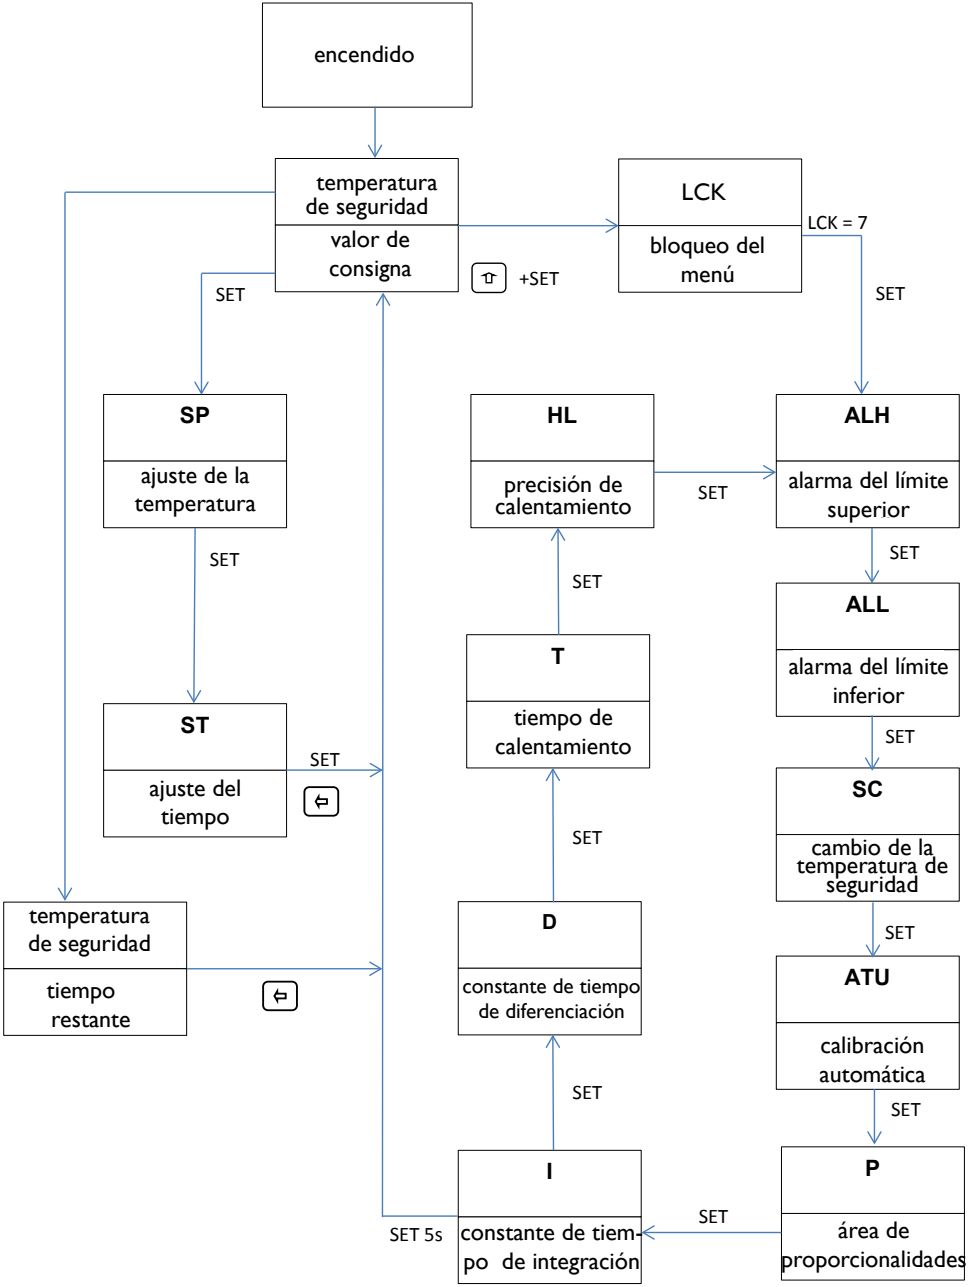 encendido
temperatura
de seguridad
valor de
consigna
LCK
bloqueo del
menú
LCK = 7
+SET
SET
SET
SP
ajuste de la
temperatura
HL
precisión de
calentamiento
SET
ALH
alarma del límite
superior
SET
SET
SET
ALL
alarma del límite
inferior
T
tiempo de
calentamiento
ST
ajuste del
tiempo
SET
SET
SC
cambio de la
temperatura de
seguridad
SET
temperatura
de seguridad
tiempo
restante
D
constante de tiempo
de diferenciación
SET
ATU
calibración
automática
SET
SET
I
constante de tiem-
po de integración
SET 5s
SET
P
área de
proporcionalidades